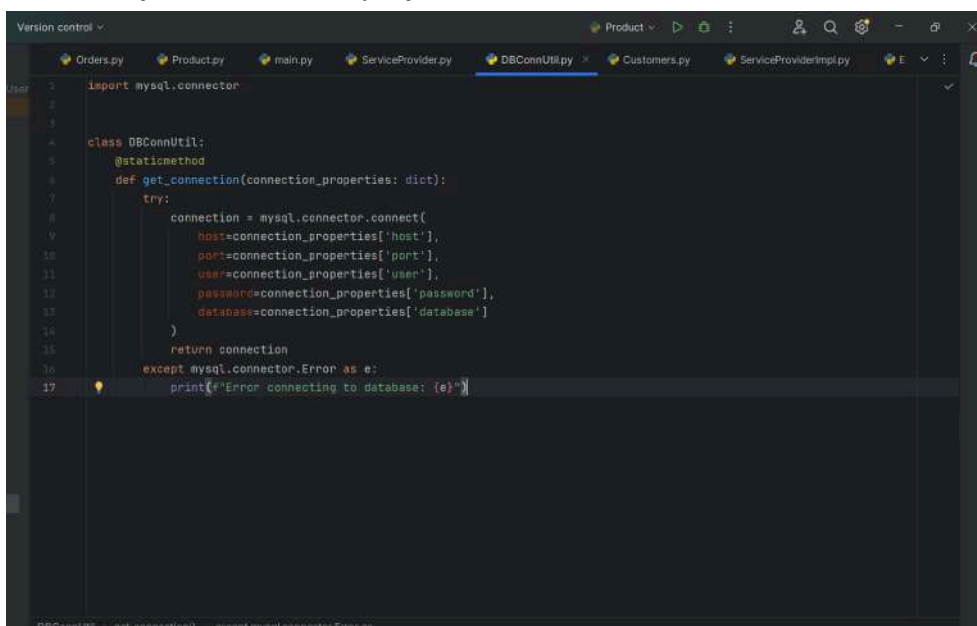 Version control
Product
Orders.py Product.py main.py ServiceProvider.py DBConnUtil.py Customers.py ServiceProviderImpl.py E
User
1 import mysql.connector
2
3
4 class DBConnUtil:
5 @staticmethod
6 def get_connection(connection_properties: dict):
7 try:
8 connection = mysql.connector.connect(
9 host=connection_properties['host'],
10 port=connection_properties['port'],
11 user=connection_properties['user'],
12 password=connection_properties['password'],
13 database=connection_properties['database']
14 )
15 return connection
16 except mysql.connector.Error as e:
17 print(f"Error connecting to database: {e}")